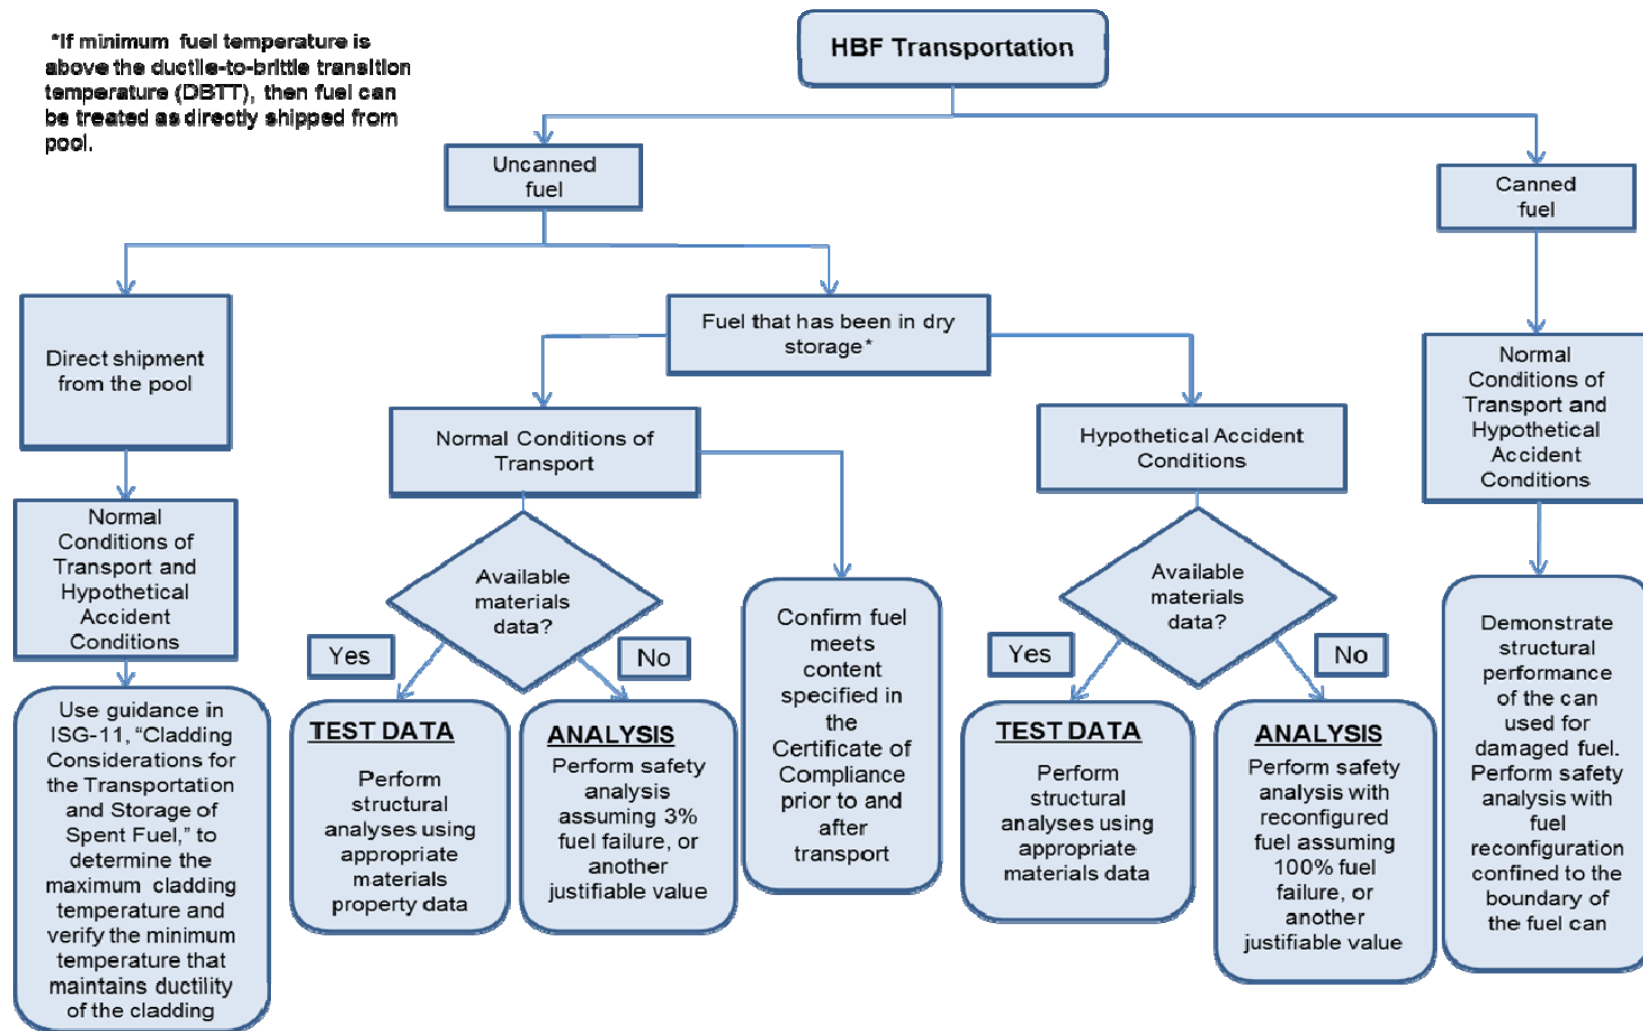 *If minimum fuel temperature is
above the ductile-to-brittle transition
temperature (DBTT), then fuel can
be treated as directly shipped from
pool.
HBF Transportation
Uncanned
fuel
Canned
fuel
Direct shipment
from the pool
Fuel that has been in dry
storage*
Normal
Conditions of
Transport and
Hypothetical
Accident
Conditions
Normal Conditions of
Transport
Hypothetical Accident
Conditions
Normal
Conditions of
Transport and
Hypothetical
Accident
Conditions
Available
materials
data?
Available
materials
data?
Yes
No
Yes
No
Use guidance in
ISG-11, “Cladding
Considerations for
the Transportation
and Storage of
Spent Fuel,” to
determine the
maximum cladding
temperature and
verify the minimum
temperature that
maintains ductility
of the cladding
TEST DATA
Perform
structural
analyses using
appropriate
materials
property data
ANALYSIS
Perform safety
analysis
assuming 3%
fuel failure, or
another
justifiable value
Confirm fuel
meets
content
specified in
the
Certificate of
Compliance
prior to and
after
transport
TEST DATA
Perform
structural
analyses using
appropriate
materials data
ANALYSIS
Perform safety
analysis with
reconfigured
fuel assuming
100% fuel
failure, or
another
justifiable value
Demonstrate
structural
performance
of the can
used for
damaged fuel.
Perform safety
analysis with
fuel
reconfiguration
confined to the
boundary of
the fuel can